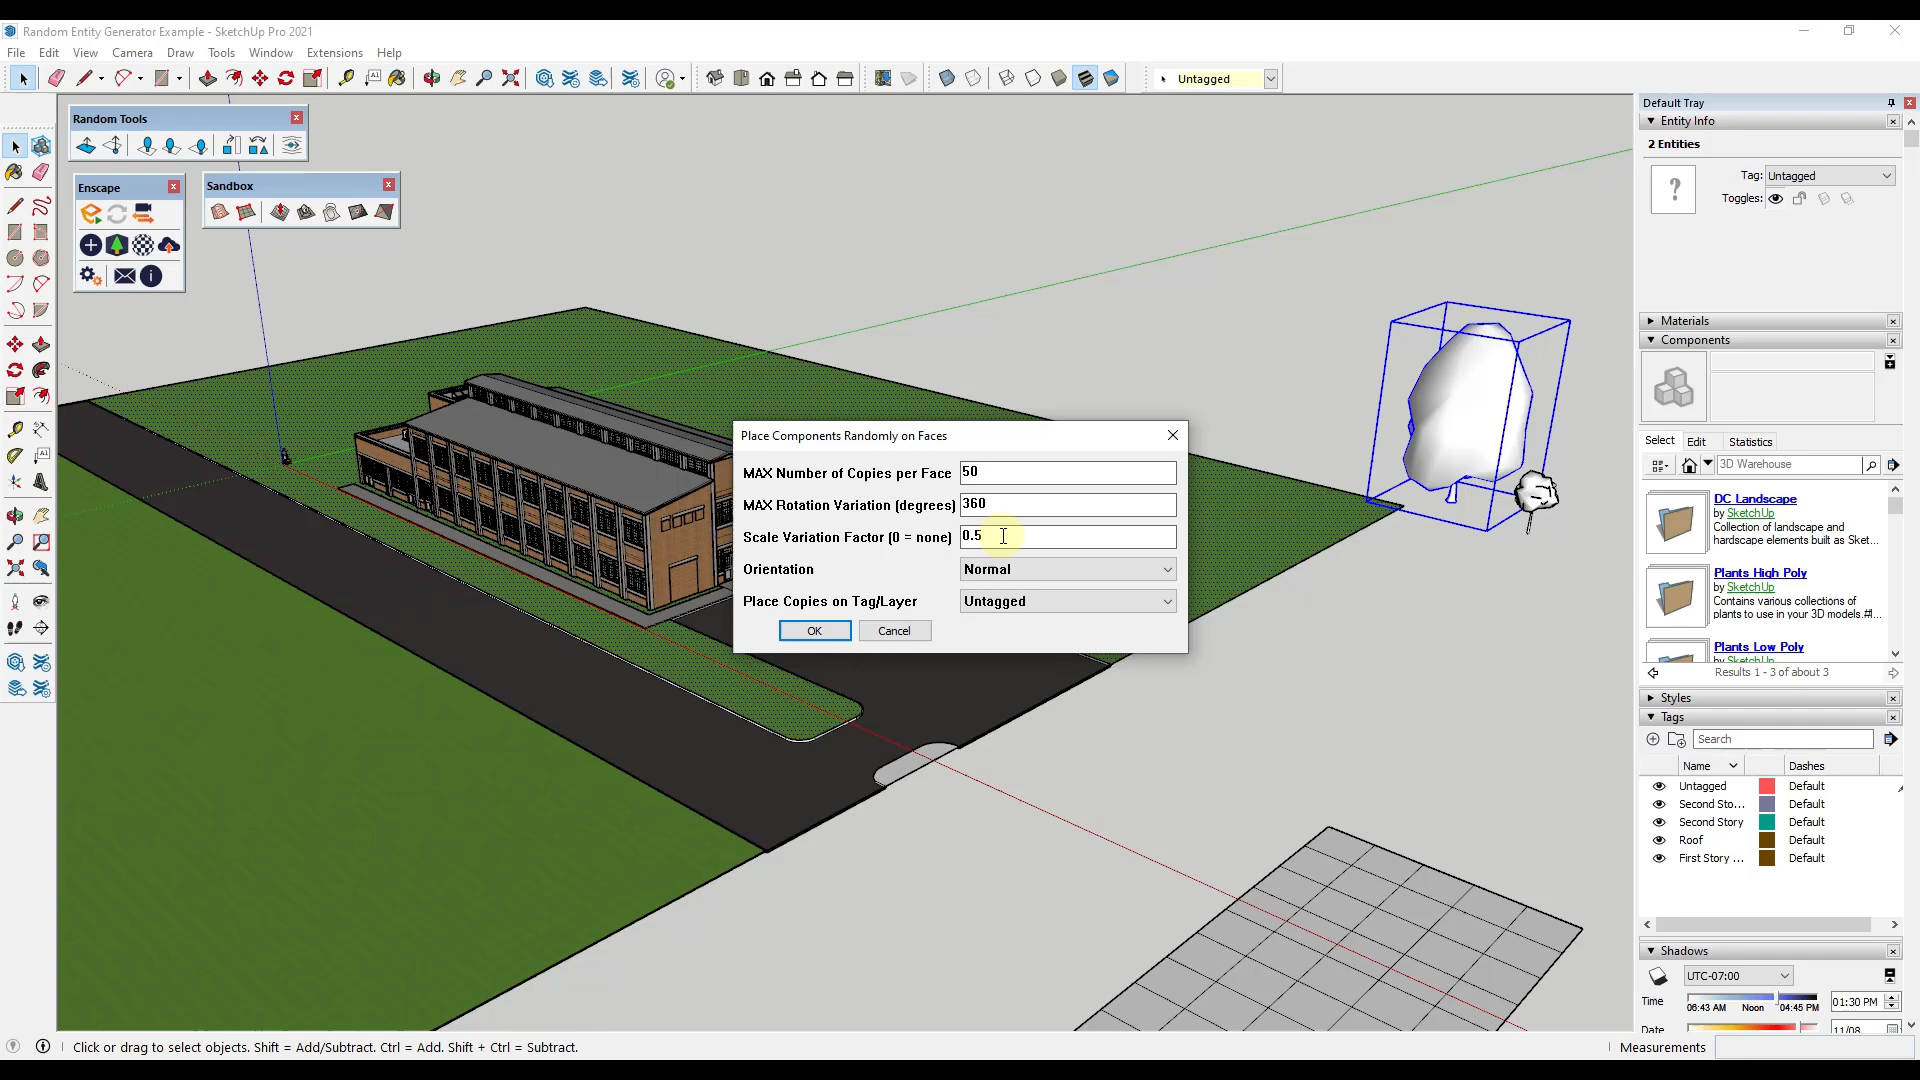 Random Entity Generator Example - SketchUp Pro 2021
File Edit View Camera Draw Tools Window Extensions Help
Untagged
Random Tools
Enscape
Sandbox
Place Components Randomly on Faces
MAX Number of Copies per Face 50
MAX Rotation Variation (degrees) 360
Scale Variation Factor (0 = none) 0.5
Orientation Normal
Place Copies on Tag/Layer Untagged
OK Cancel
Default Tray
Entity Info
2 Entities
Tag: Untagged
Toggles:
Materials
Components
Select Edit Statistics
3D Warehouse
DC Landscape
by SketchUp
Collection of landscape and
hardscape elements built as Sket...
Plants High Poly
by SketchUp
Contains various collections of
plants to use in your 3D models.#I...
Plants Low Poly
by SketchUp
Results 1 - 3 of about 3
Styles
Tags
Search
Name Dashes
Untagged Default
Second Sto... Default
Second Story Default
Roof Default
First Story ... Default
Shadows
UTC-07:00
Time 06:43 AM Noon 04:45 PM 01:30 PM
Date 11/08
Click or drag to select objects. Shift = Add/Subtract. Ctrl = Add. Shift + Ctrl = Subtract.
Measurements